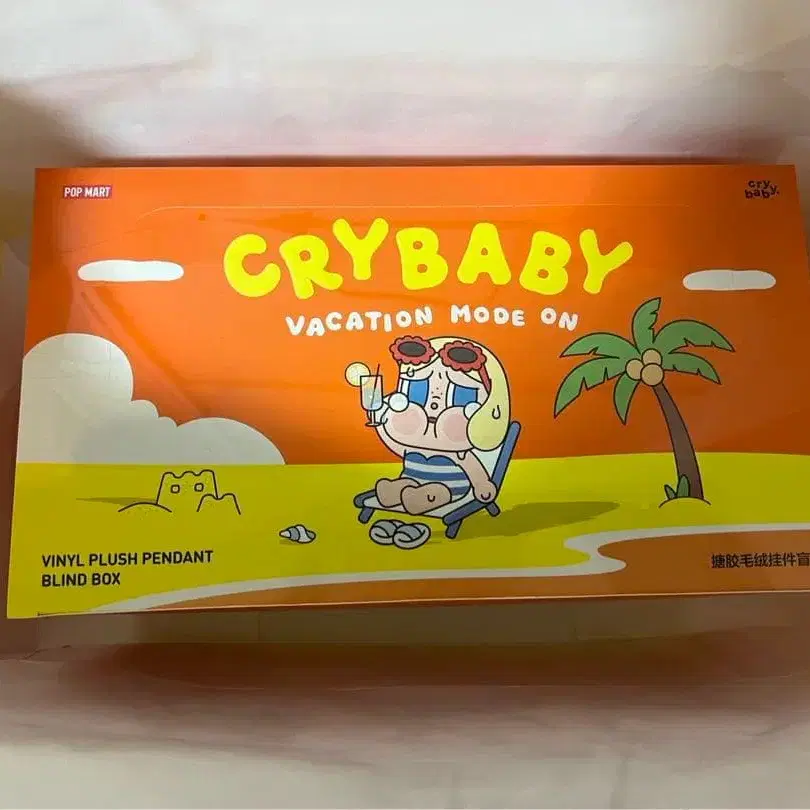 POP MART
cry
baby.
CRYBABY
VACATION MODE ON
VINYL PLUSH PENDANT
BLIND BOX
搪胶毛绒挂件盲